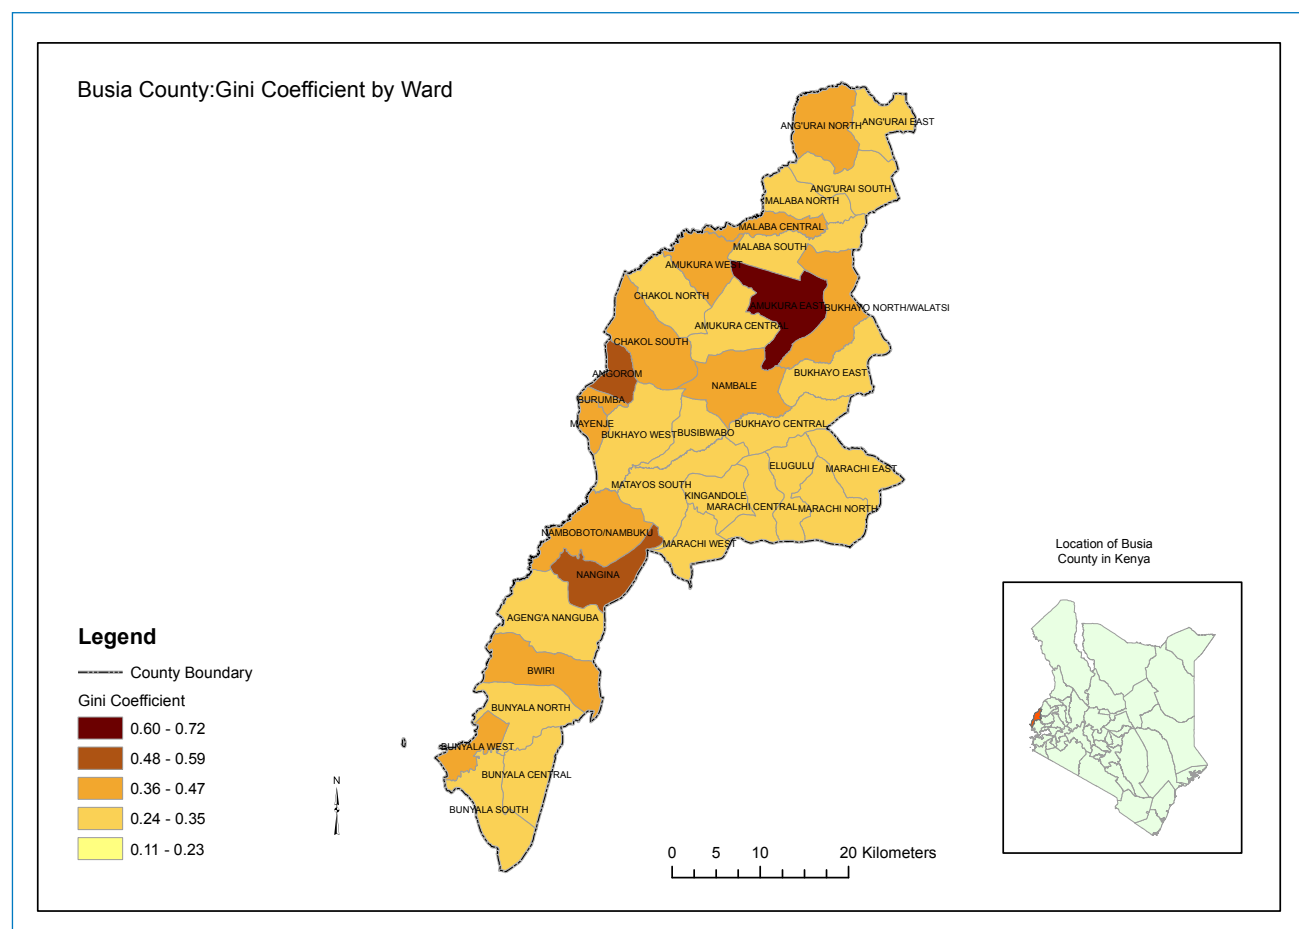 Busia County:Gini Coefficient by Ward
ANG'URAI NORTH
ANG'URAI EAST
ANG'URAI SOUTH
MALABA NORTH
MALABA CENTRAL
MALABA SOUTH
AMUKURA WEST
CHAKOL NORTH
AMUKURA EAST
BUKHAYO NORTH/WALATSI
AMUKURA CENTRAL
CHAKOL SOUTH
ANGOROM
BUKHAYO EAST
NAMBALE
BURUMBA
MAYENJE
BUKHAYO WEST
BUSIBWABO
BUKHAYO CENTRAL
ELUGULU
MARACHI EAST
MATAYOS SOUTH
KINGANDOLE
MARACHI CENTRAL
MARACHI NORTH
NAMBOBOTO/NAMBUKU
MARACHI WEST
NANGINA
AGENG'A NANGUBA
BWIRI
BUNYALA NORTH
BUNYALA WEST
BUNYALA CENTRAL
BUNYALA SOUTH
Location of Busia
County in Kenya
Legend
County Boundary
Gini Coefficient
0.60 - 0.72
0.48 - 0.59
0.36 - 0.47
0.24 - 0.35
0.11 - 0.23
N
0 5 10 20 Kilometers